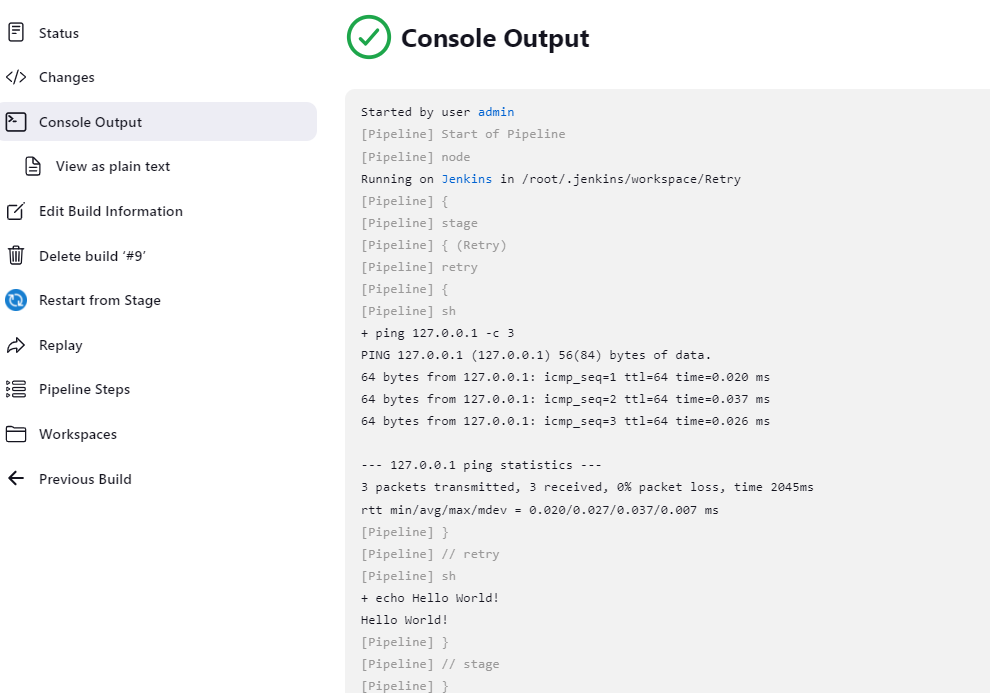 Status
Changes
Console Output
View as plain text
Edit Build Information
Delete build ‘#9’
Restart from Stage
Replay
Pipeline Steps
Workspaces
Previous Build
Console Output
Started by user admin
[Pipeline] Start of Pipeline
[Pipeline] node
Running on Jenkins in /root/.jenkins/workspace/Retry
[Pipeline] {
[Pipeline] stage
[Pipeline] { (Retry)
[Pipeline] retry
[Pipeline] {
[Pipeline] sh
+ ping 127.0.0.1 -c 3
PING 127.0.0.1 (127.0.0.1) 56(84) bytes of data.
64 bytes from 127.0.0.1: icmp_seq=1 ttl=64 time=0.020 ms
64 bytes from 127.0.0.1: icmp_seq=2 ttl=64 time=0.037 ms
64 bytes from 127.0.0.1: icmp_seq=3 ttl=64 time=0.026 ms
--- 127.0.0.1 ping statistics ---
3 packets transmitted, 3 received, 0% packet loss, time 2045ms
rtt min/avg/max/mdev = 0.020/0.027/0.037/0.007 ms
[Pipeline] }
[Pipeline] // retry
[Pipeline] sh
+ echo Hello World!
Hello World!
[Pipeline] }
[Pipeline] // stage
[Pipeline] }